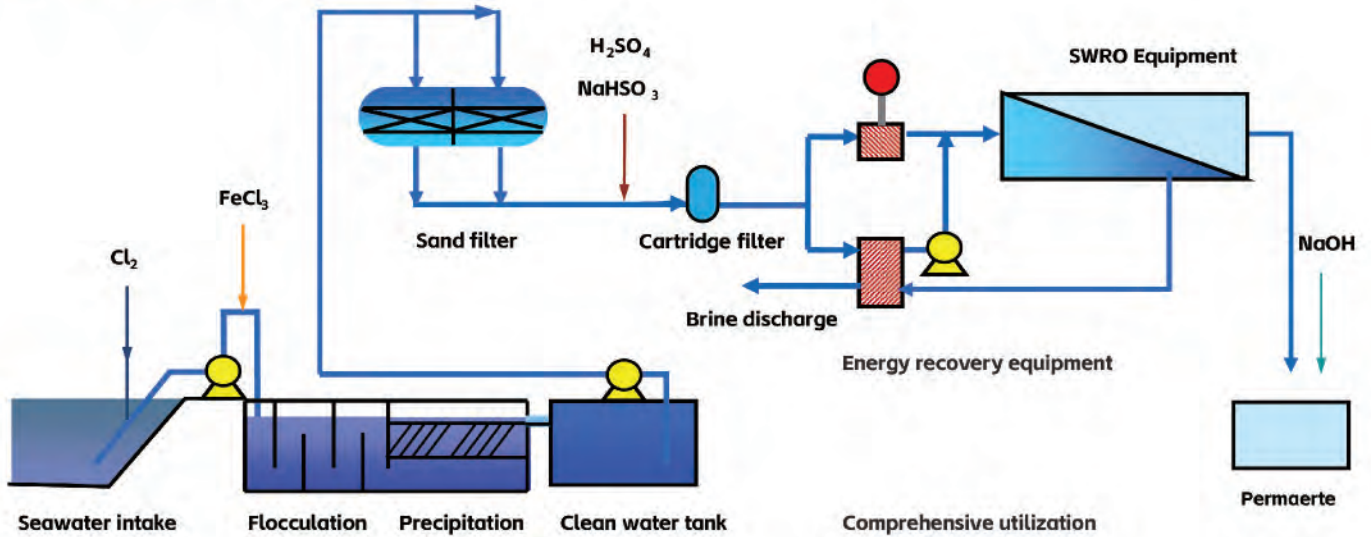 H₂SO₄
NaHSO₃
SWRO Equipment
FeCl₃
Sand filter
Cartridge filter
Cl₂
NaOH
Brine discharge
Energy recovery equipment
Permaerte
Seawater intake
Flocculation
Precipitation
Clean water tank
Comprehensive utilization